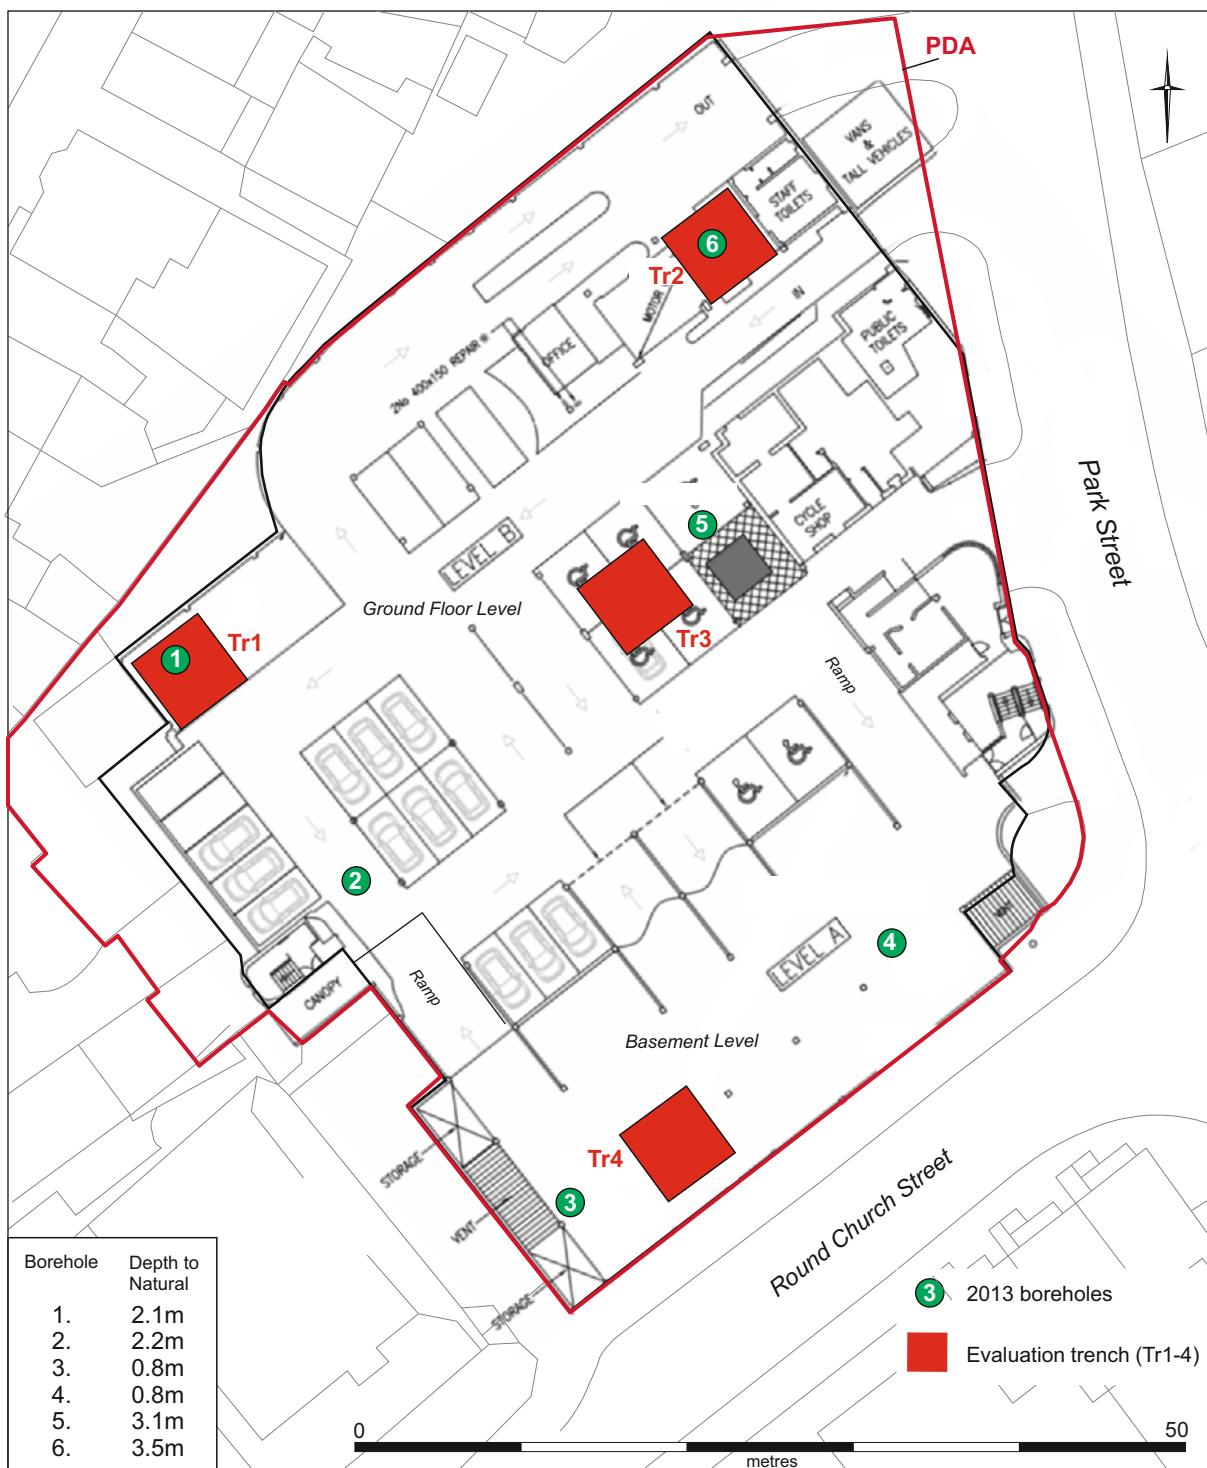 PDA
OUT
VANS
&
TALL VEHICLES
STAFF
TOILETS
6
Tr2
MOTOR
IN
PUBLIC
TOILETS
OFFICE
2No 400x150 REPAIR
Park Street
5
CYCLE
SHOP
LEVEL B
Ground Floor Level
Tr1
1
Tr3
Ramp
2
VENT
4
LEVEL A
CANOPY
Ramp
Basement Level
Tr4
STORAGE
3
VENT
STORAGE
Round Church Street
Borehole Depth to
Natural
1. 2.1m
2. 2.2m
3. 0.8m
4. 0.8m
5. 3.1m
6. 3.5m
3 2013 boreholes
Evaluation trench (Tr1-4)
0 50
metres